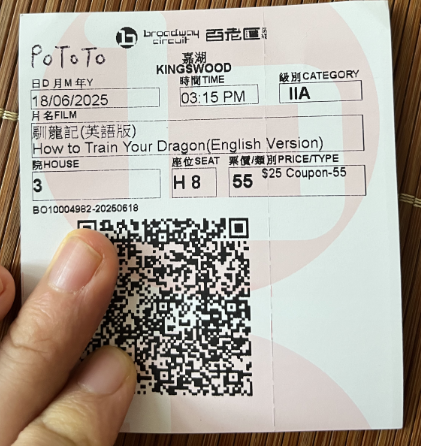 broadway circuit 百老匯院線
PoToTo
嘉湖
KINGSWOOD
日D 月M 年Y 時間TIME 級別CATEGORY
18/06/2025 03:15 PM IIA
片名FILM
馴龍記(英語版)
How to Train Your Dragon(English Version)
院HOUSE 座位SEAT 票價/類別PRICE/TYPE
3 H 8 55 $25 Coupon-55
BO10004982-20250618